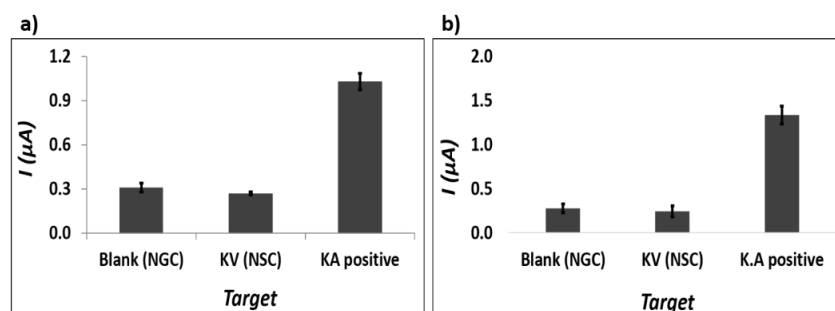 a)
1.2
0.9
0.6
0.3
0.0
I (µA)
Blank (NGC) KV (NSC) KA positive
Target
b)
2.0
1.5
1.0
0.5
0.0
I (µA)
Blank (NGC) KV (NSC) K.A positive
Target